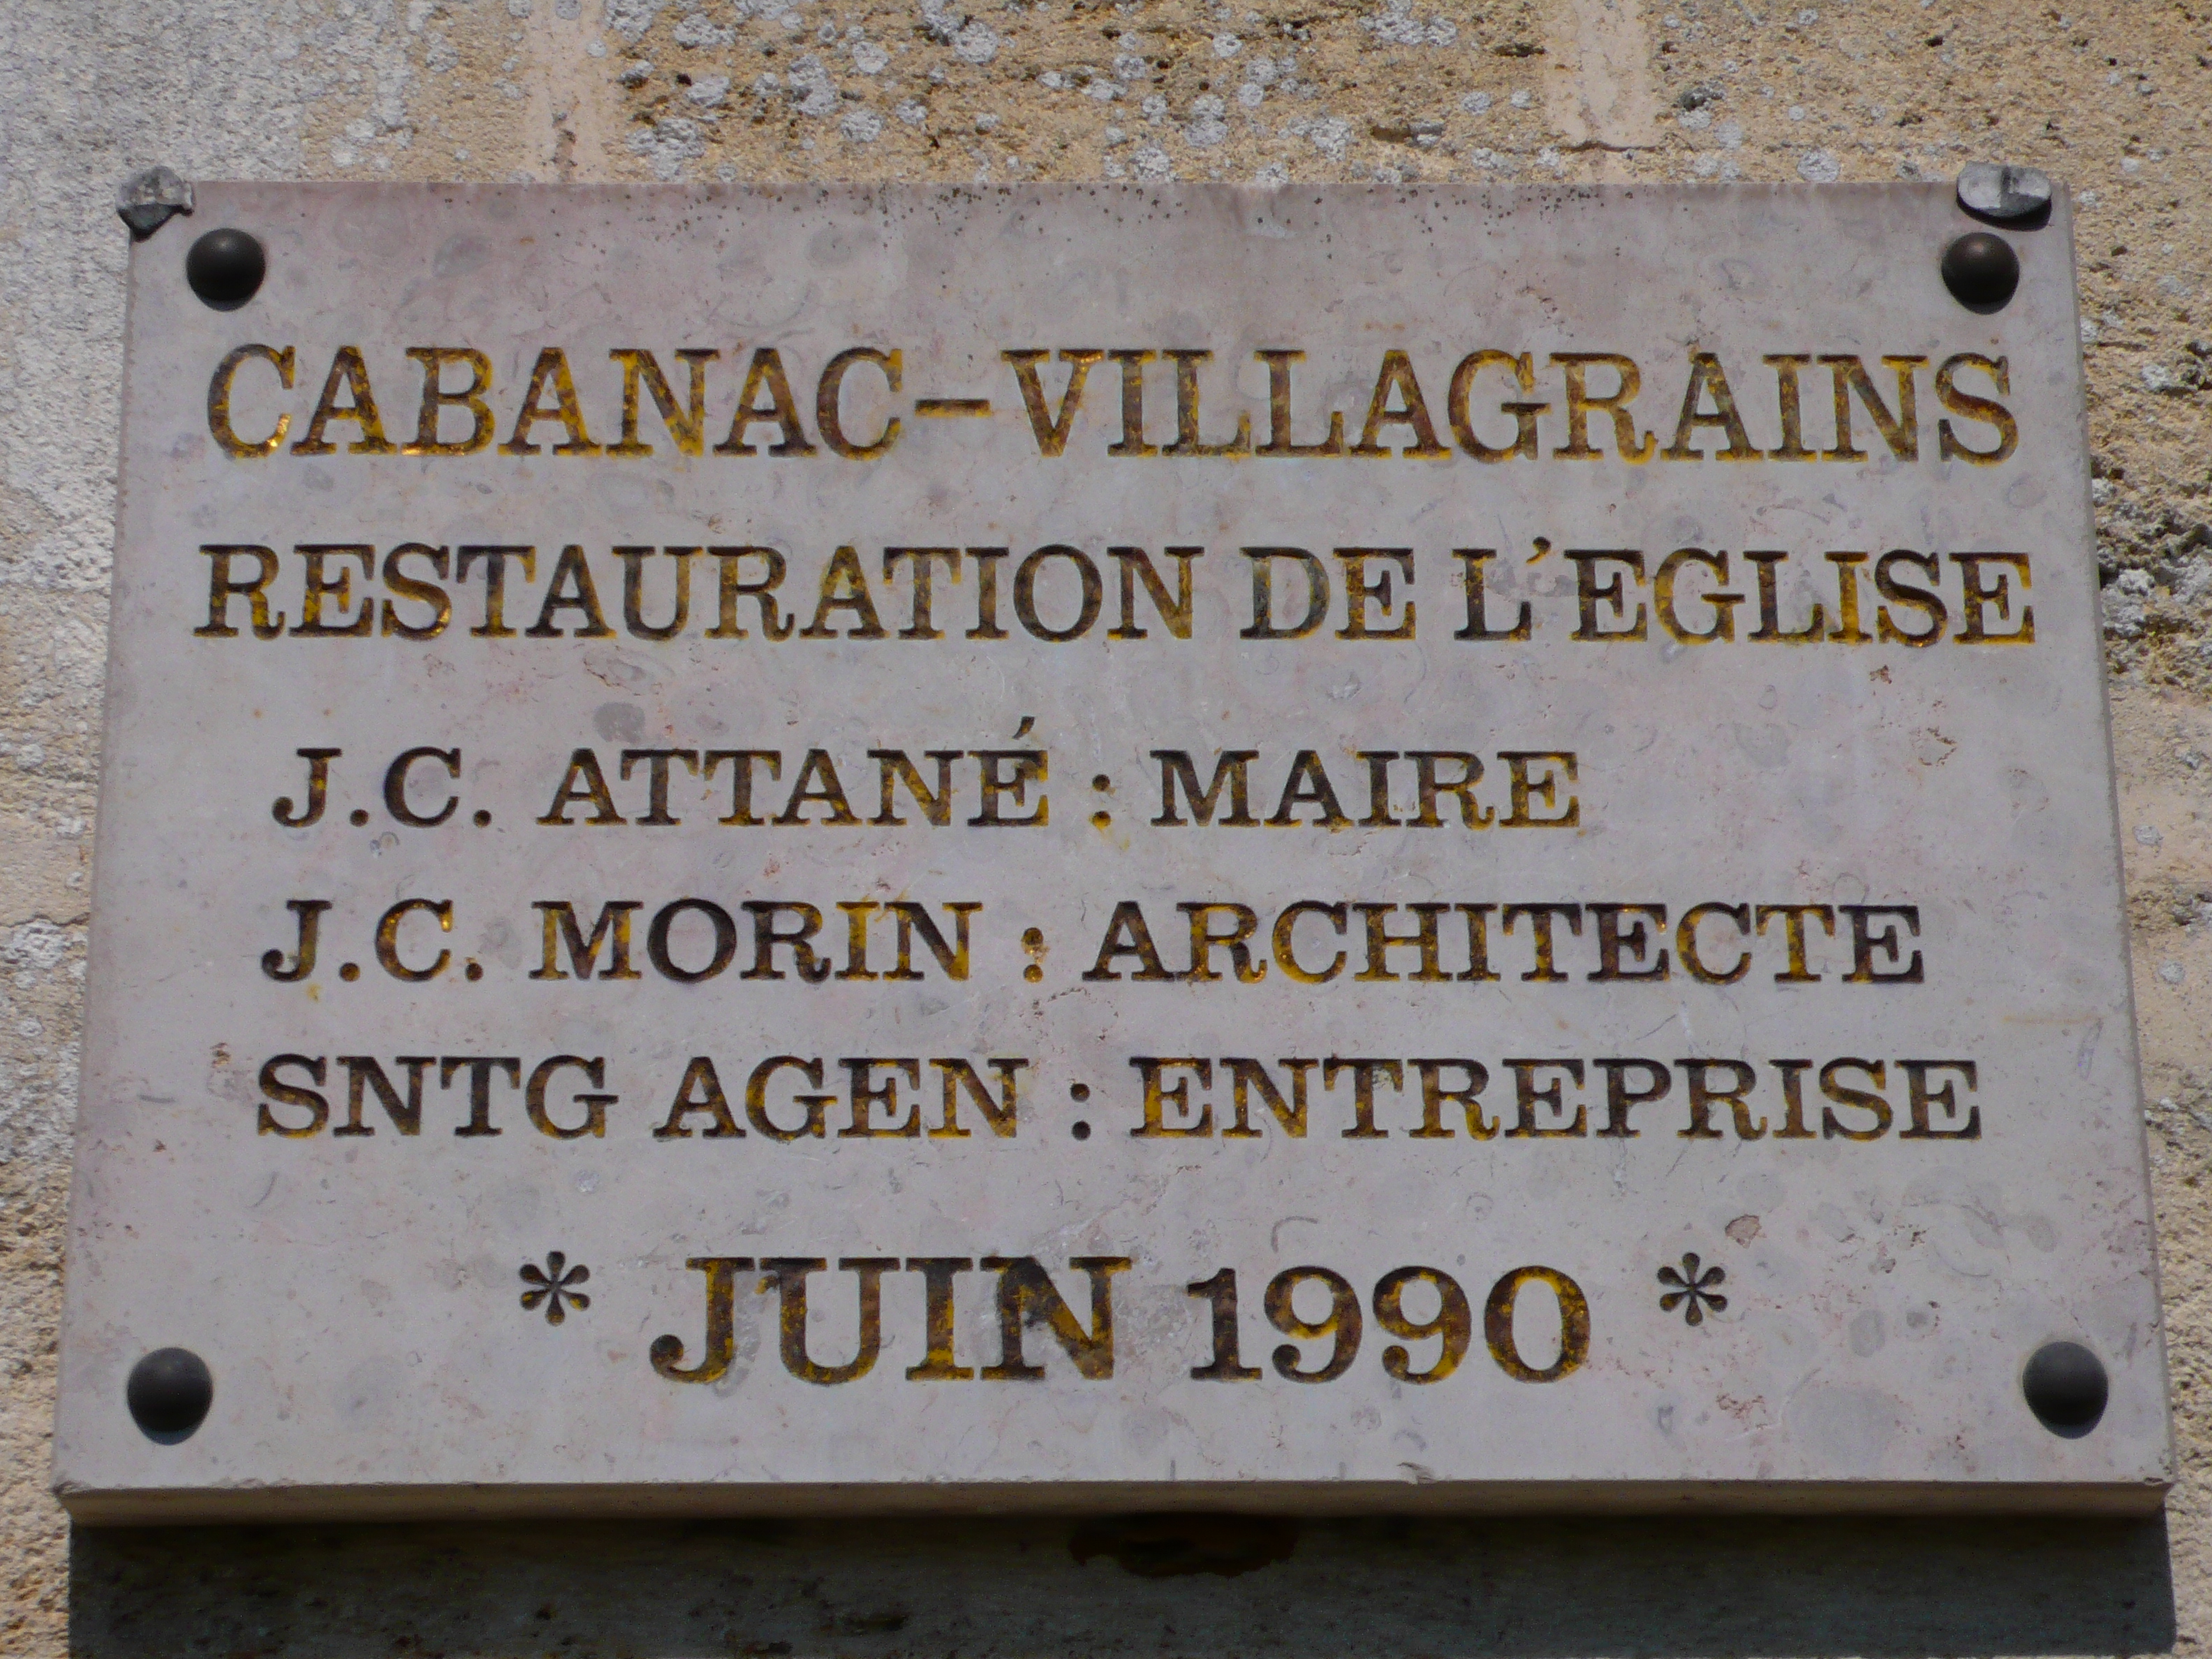 CABANAC-VILLAGRAINS
RESTAURATION DE L'EGLISE
J.C. ATTANÉ : MAIRE
J.C. MORIN : ARCHITECTE
SNTG AGEN : ENTREPRISE
* JUIN 1990 *